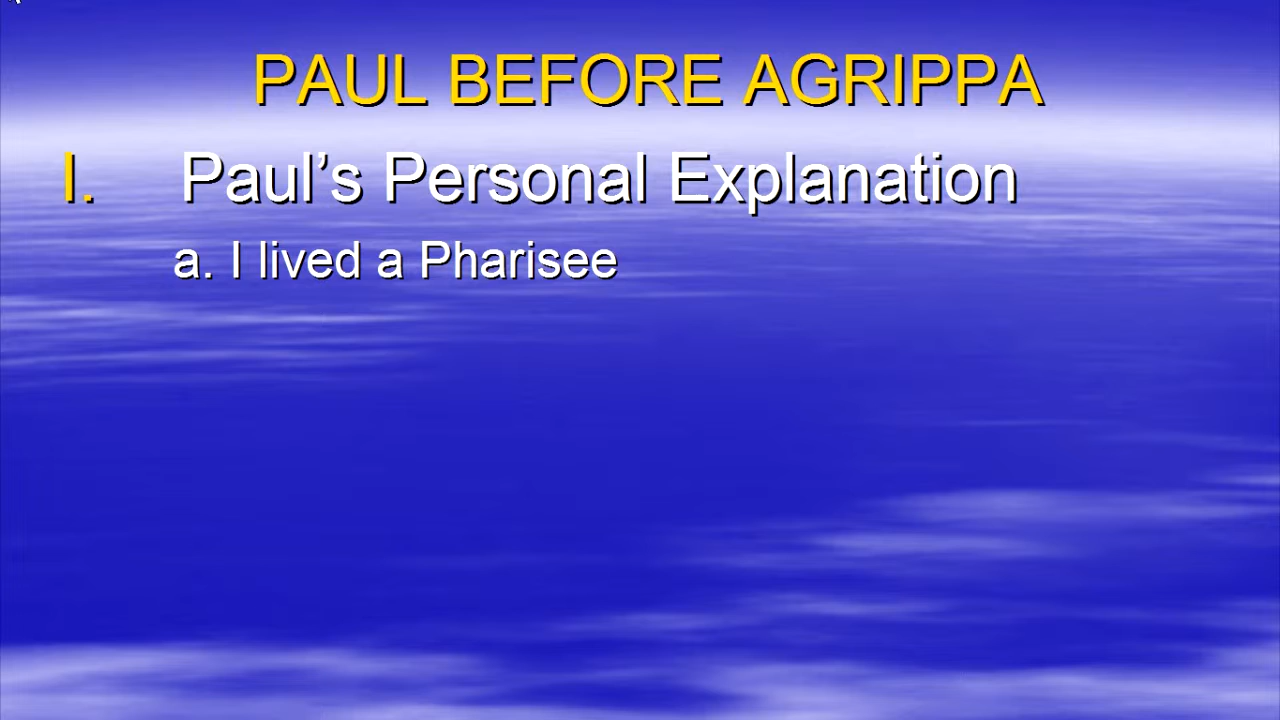 PAUL BEFORE AGRIPPA
I. Paul’s Personal Explanation
a. I lived a Pharisee